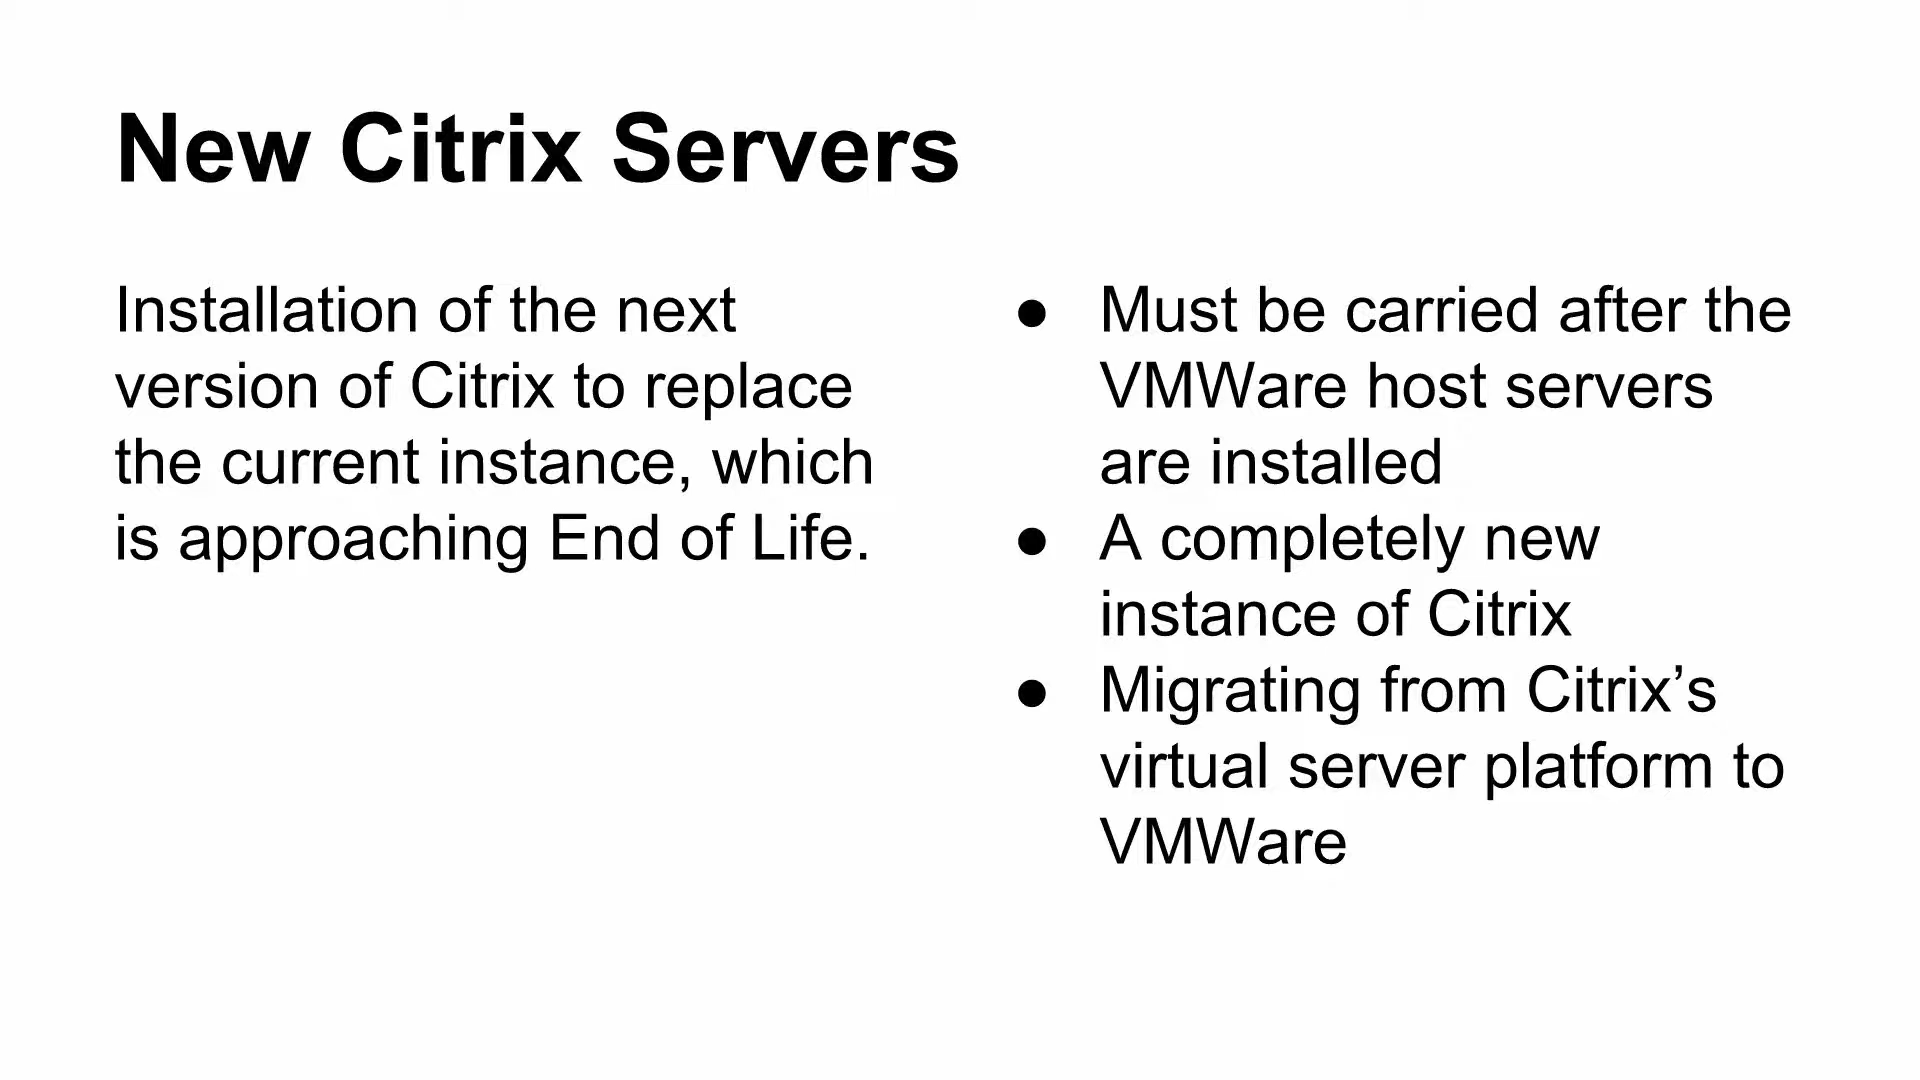 New Citrix Servers
Installation of the next
version of Citrix to replace
the current instance, which
is approaching End of Life.
● Must be carried after the
VMWare host servers
are installed
● A completely new
instance of Citrix
● Migrating from Citrix’s
virtual server platform to
VMWare